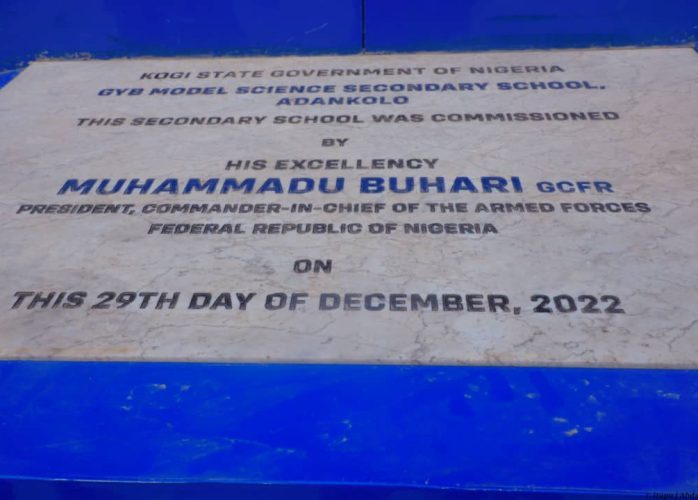 KOGI STATE GOVERNMENT OF NIGERIA
GYB MODEL SCIENCE SECONDARY SCHOOL,
ADANKOLO
THIS SECONDARY SCHOOL WAS COMMISSIONED
BY
HIS EXCELLENCY
MUHAMMADU BUHARI GCFR
PRESIDENT, COMMANDER-IN-CHIEF OF THE ARMED FORCES
FEDERAL REPUBLIC OF NIGERIA
ON
THIS 29TH DAY OF DECEMBER, 2022